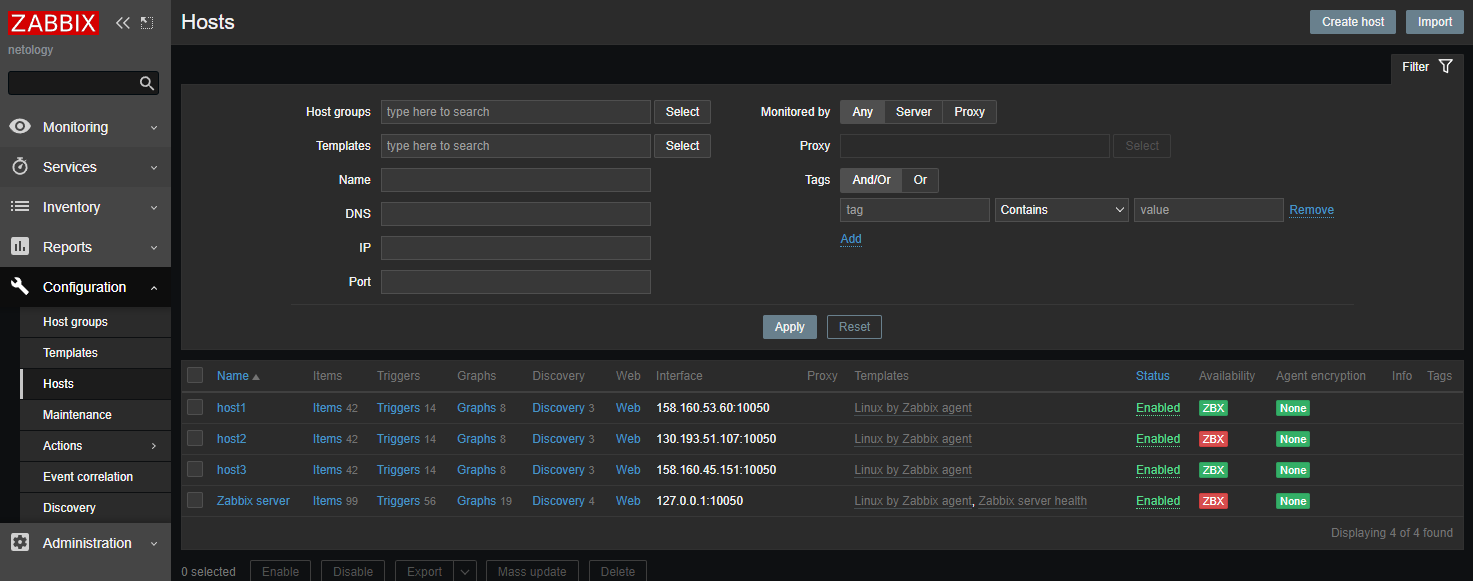 ZABBIX
netology
Monitoring
Services
Inventory
Reports
Configuration
Host groups
Templates
Hosts
Maintenance
Actions
Event correlation
Discovery
Administration
Hosts
Create host Import
Filter
Host groups type here to search Select
Templates type here to search Select
Name
DNS
IP
Port
Monitored by Any Server Proxy
Proxy Select
Tags And/Or Or
tag Contains value Remove
Add
Apply Reset
Name Items Triggers Graphs Discovery Web Interface Proxy Templates Status Availability Agent encryption Info Tags
host1 Items 42 Triggers 14 Graphs 8 Discovery 3 Web 158.160.53.60:10050 Linux by Zabbix agent Enabled ZBX None
host2 Items 42 Triggers 14 Graphs 8 Discovery 3 Web 130.193.51.107:10050 Linux by Zabbix agent Enabled ZBX None
host3 Items 42 Triggers 14 Graphs 8 Discovery 3 Web 158.160.45.151:10050 Linux by Zabbix agent Enabled ZBX None
Zabbix server Items 99 Triggers 56 Graphs 19 Discovery 4 Web 127.0.0.1:10050 Linux by Zabbix agent, Zabbix server health Enabled ZBX None
Displaying 4 of 4 found
0 selected Enable Disable Export Mass update Delete